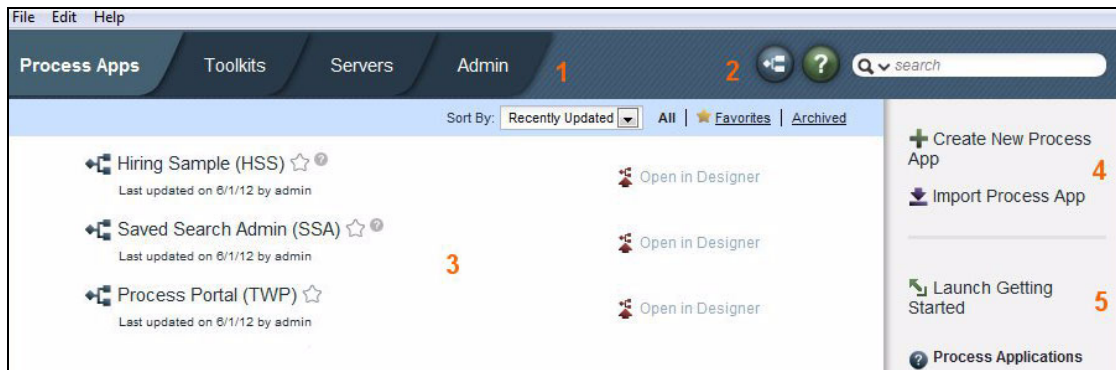 File Edit Help
Process Apps Toolkits Servers Admin 1 2 ? search
Sort By: Recently Updated All Favorites Archived
Hiring Sample (HSS) ? Open in Designer
Last updated on 6/1/12 by admin
Saved Search Admin (SSA) ? Open in Designer
Last updated on 6/1/12 by admin
3
Process Portal (TWP) Open in Designer
Last updated on 6/1/12 by admin
Create New Process
App
4
Import Process App
Launch Getting
Started
5
? Process Applications